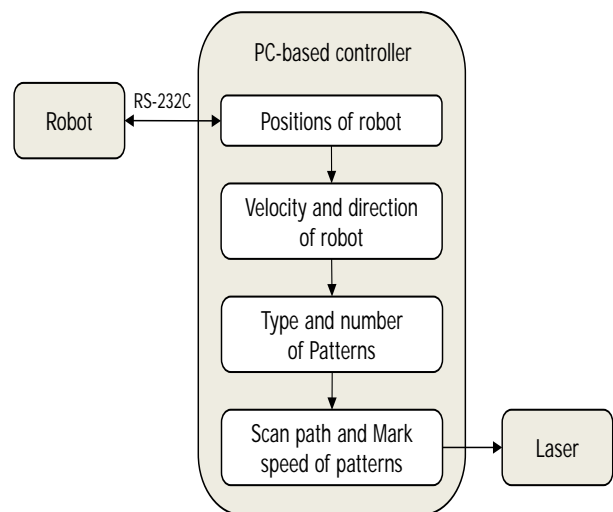 PC-based controller
RS-232C
Robot
Positions of robot
Velocity and direction
of robot
Type and number
of Patterns
Scan path and Mark
speed of patterns
Laser